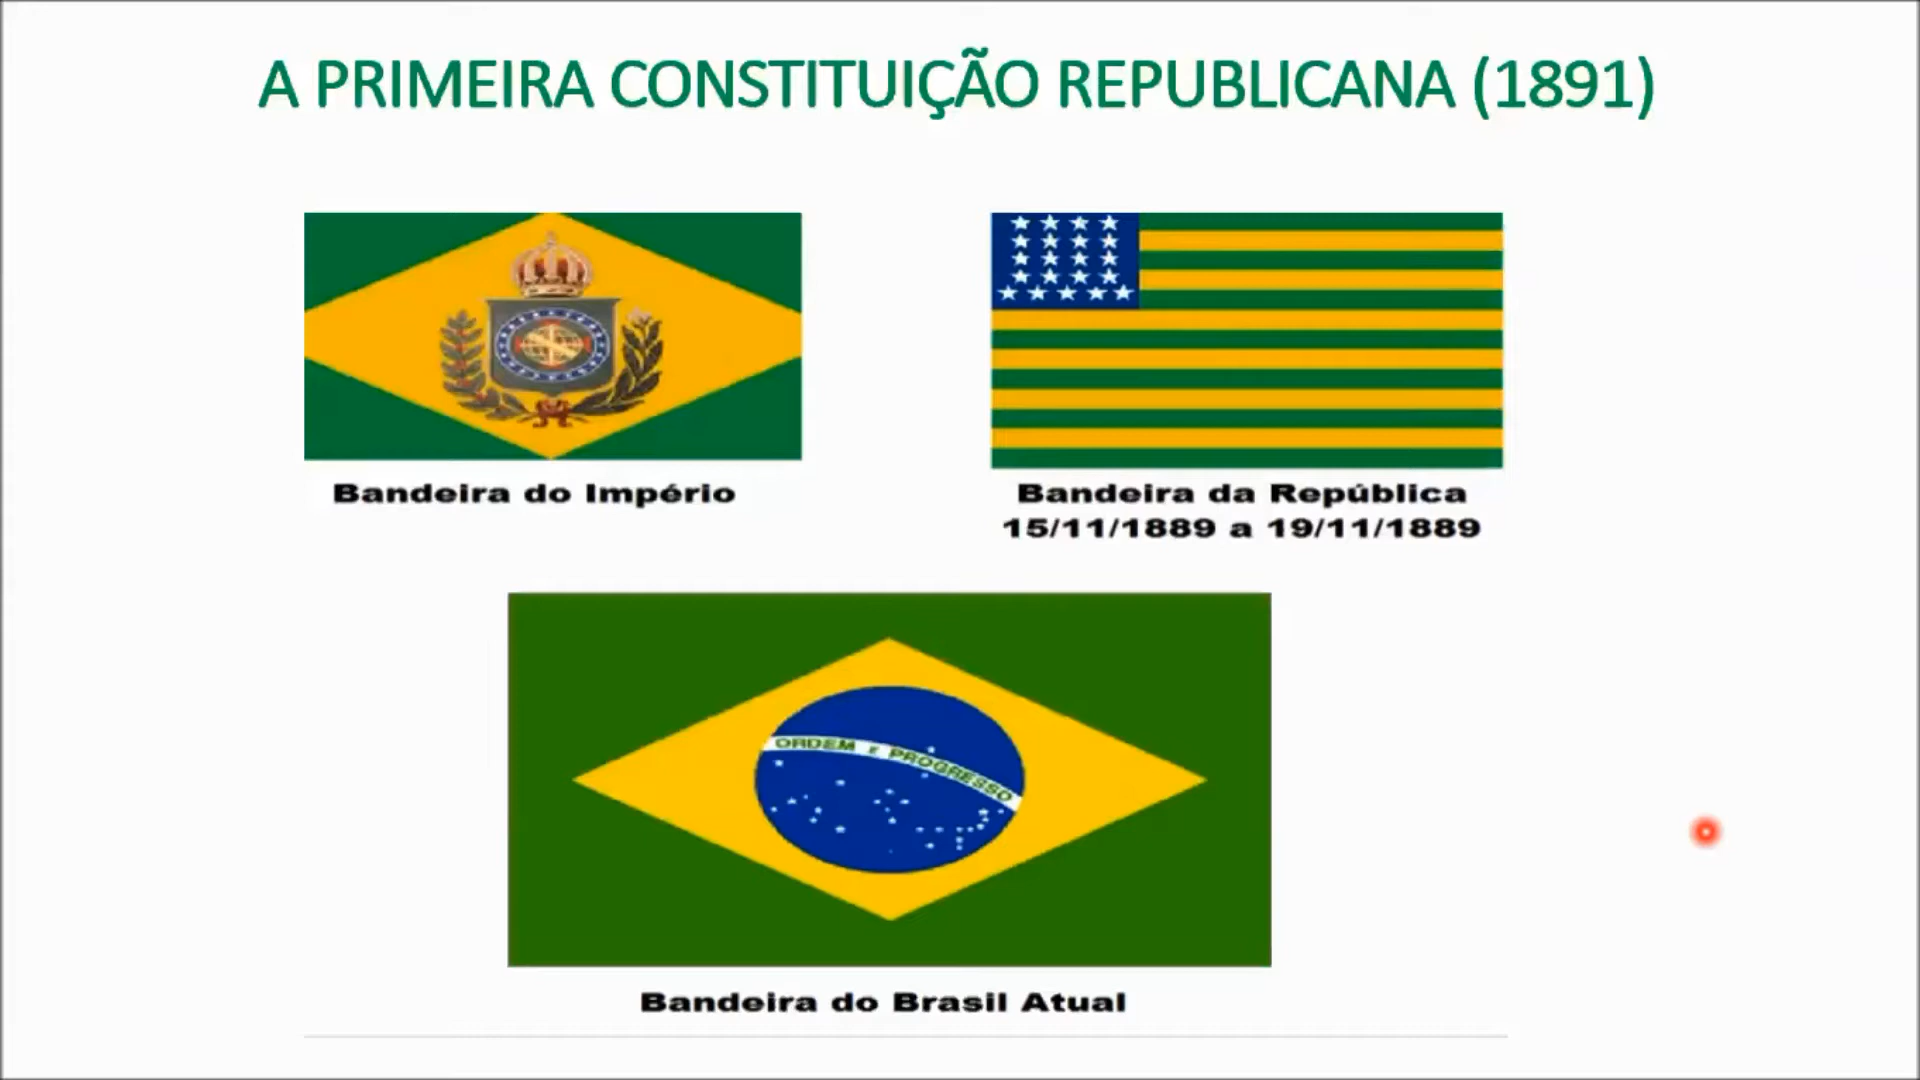 A PRIMEIRA CONSTITUIÇÃO REPUBLICANA (1891)
Bandeira do Império
Bandeira da República
15/11/1889 a 19/11/1889
ORDEM E PROGRESSO
Bandeira do Brasil Atual